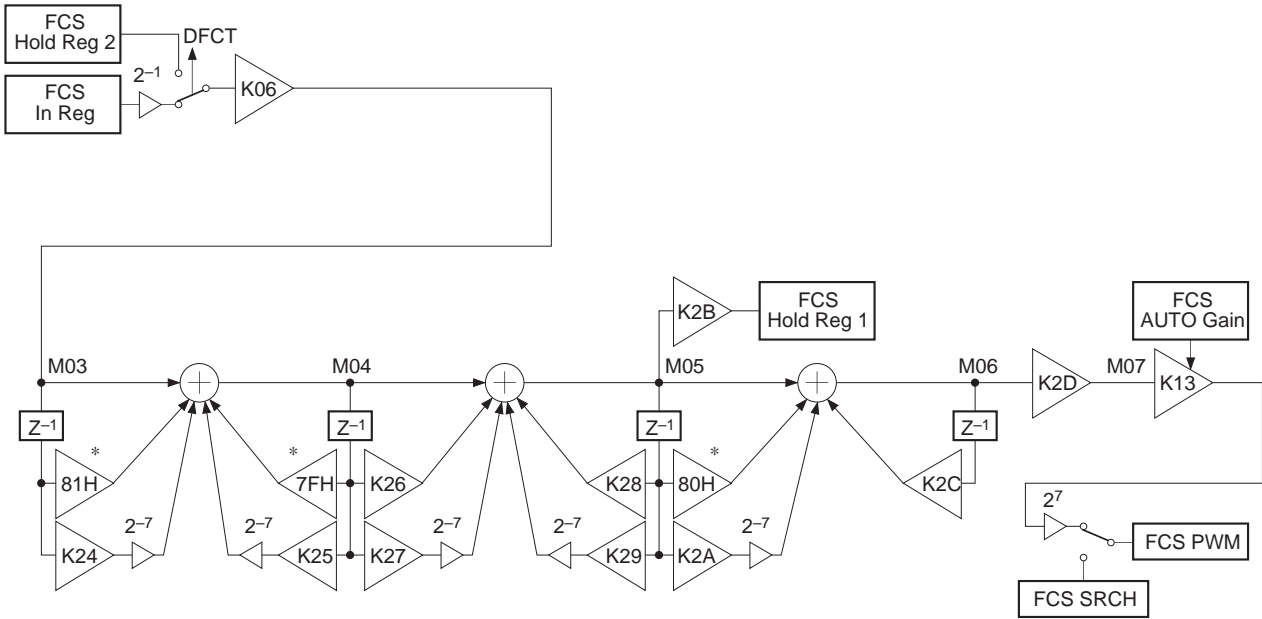 FCS
Hold Reg 2
DFCT
2⁻¹
FCS
In Reg
K06
K2B
FCS
Hold Reg 1
FCS
AUTO Gain
M03
M04
M05
M06
K2D
M07
K13
Z⁻¹
Z⁻¹
Z⁻¹
Z⁻¹
*
*
*
81H
7FH
K26
K28
80H
K2C
2⁻⁷
2⁻⁷
2⁻⁷
2⁻⁷
2⁻⁷
K24
K25
K27
K29
K2A
2⁷
FCS PWM
FCS SRCH